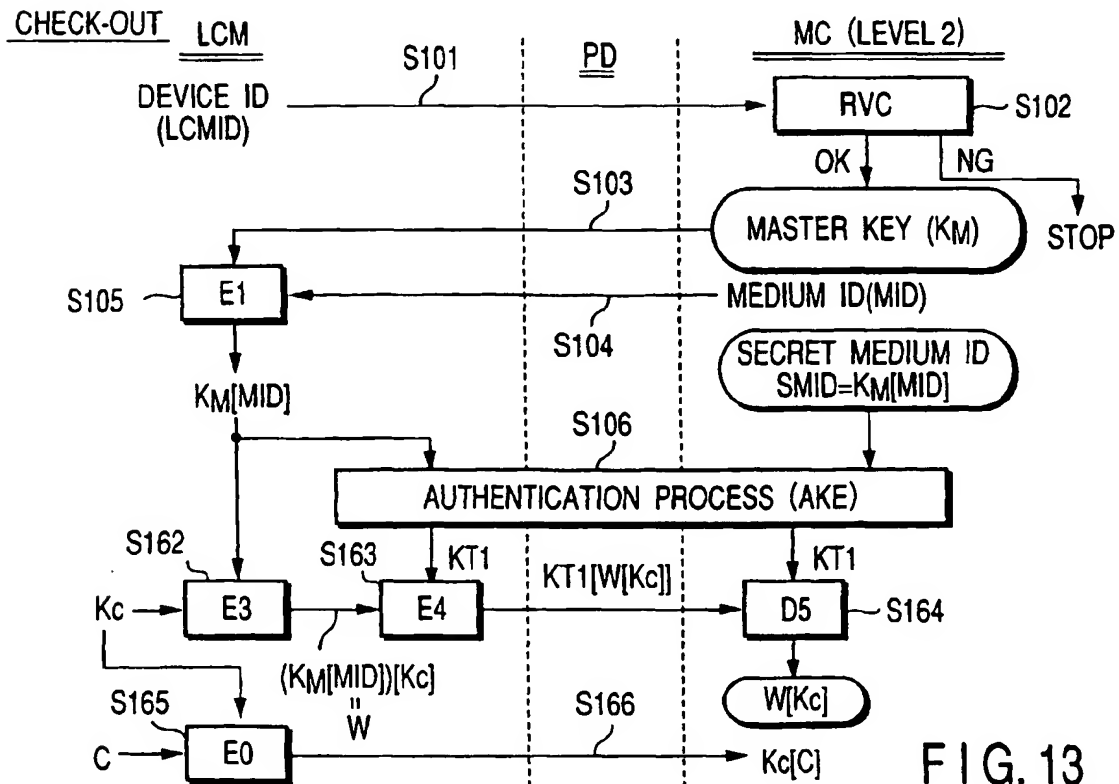 CHECK-OUT LCM PD MC (LEVEL 2)
S101
DEVICE ID
(LCMID)
RVC S102
OK NG
S103
MASTER KEY (KM) STOP
S105 E1 MEDIUM ID(MID)
S104
SECRET MEDIUM ID
SMID=KM[MID]
KM[MID]
S106
AUTHENTICATION PROCESS (AKE)
S162 S163 KT1 KT1[W[Kc]] KT1
Kc E3 E4 D5 S164
(KM[MID])[Kc]
"
W
W[Kc]
S165 S166
C E0 Kc[C]
FIG. 13